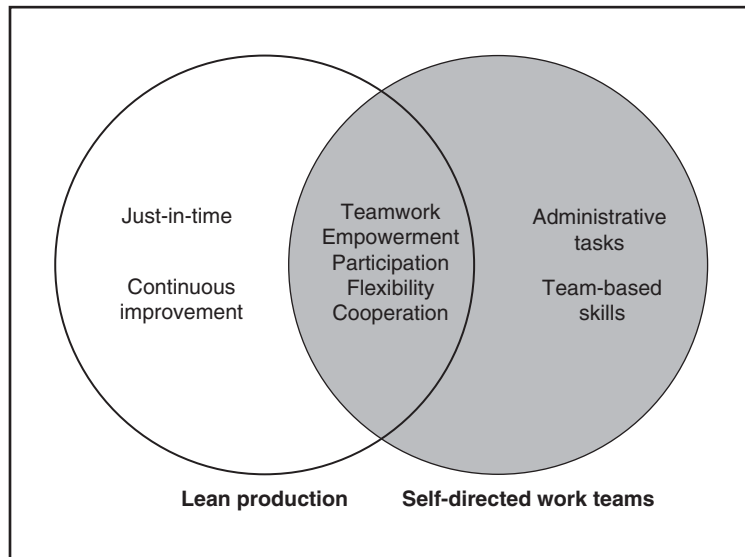 Just-in-time
Continuous
improvement
Teamwork
Empowerment
Participation
Flexibility
Cooperation
Administrative
tasks
Team-based
skills
Lean production
Self-directed work teams